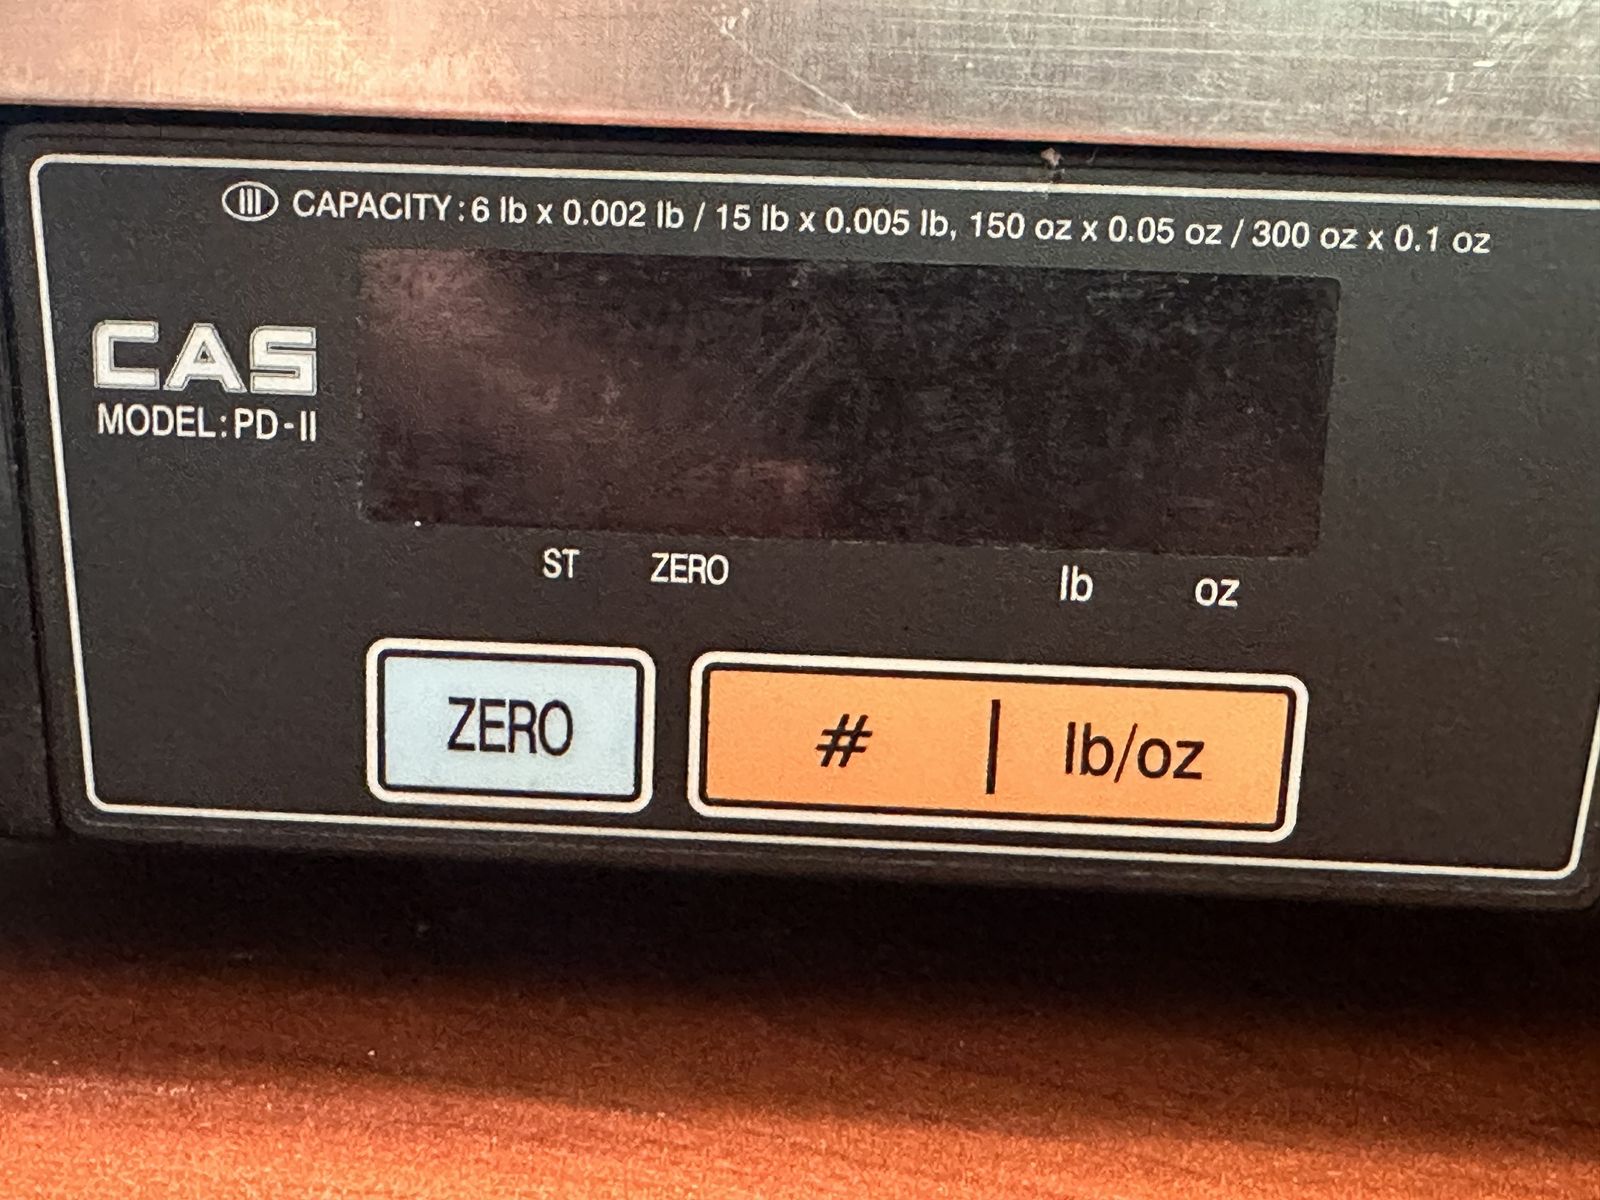 III CAPACITY: 6 lb x 0.002 lb / 15 lb x 0.005 lb, 150 oz x 0.05 oz / 300 oz x 0.1 oz
CAS
MODEL: PD-II
ST ZERO lb oz
ZERO # | lb/oz